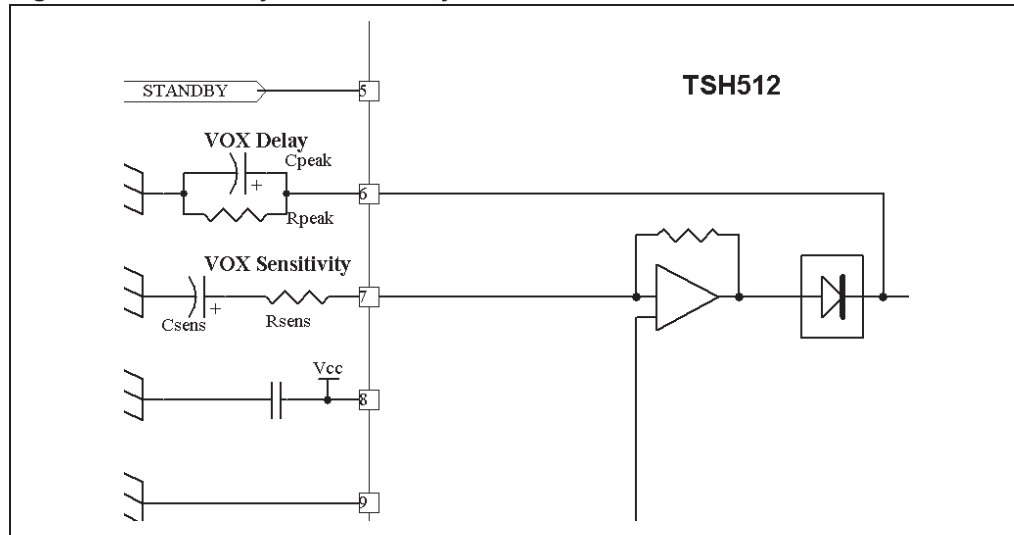 TSH512
STANDBY
5
VOX Delay
Cpeak
+
6
Rpeak
VOX Sensitivity
7
+
Csens
Rsens
Vcc
8
9